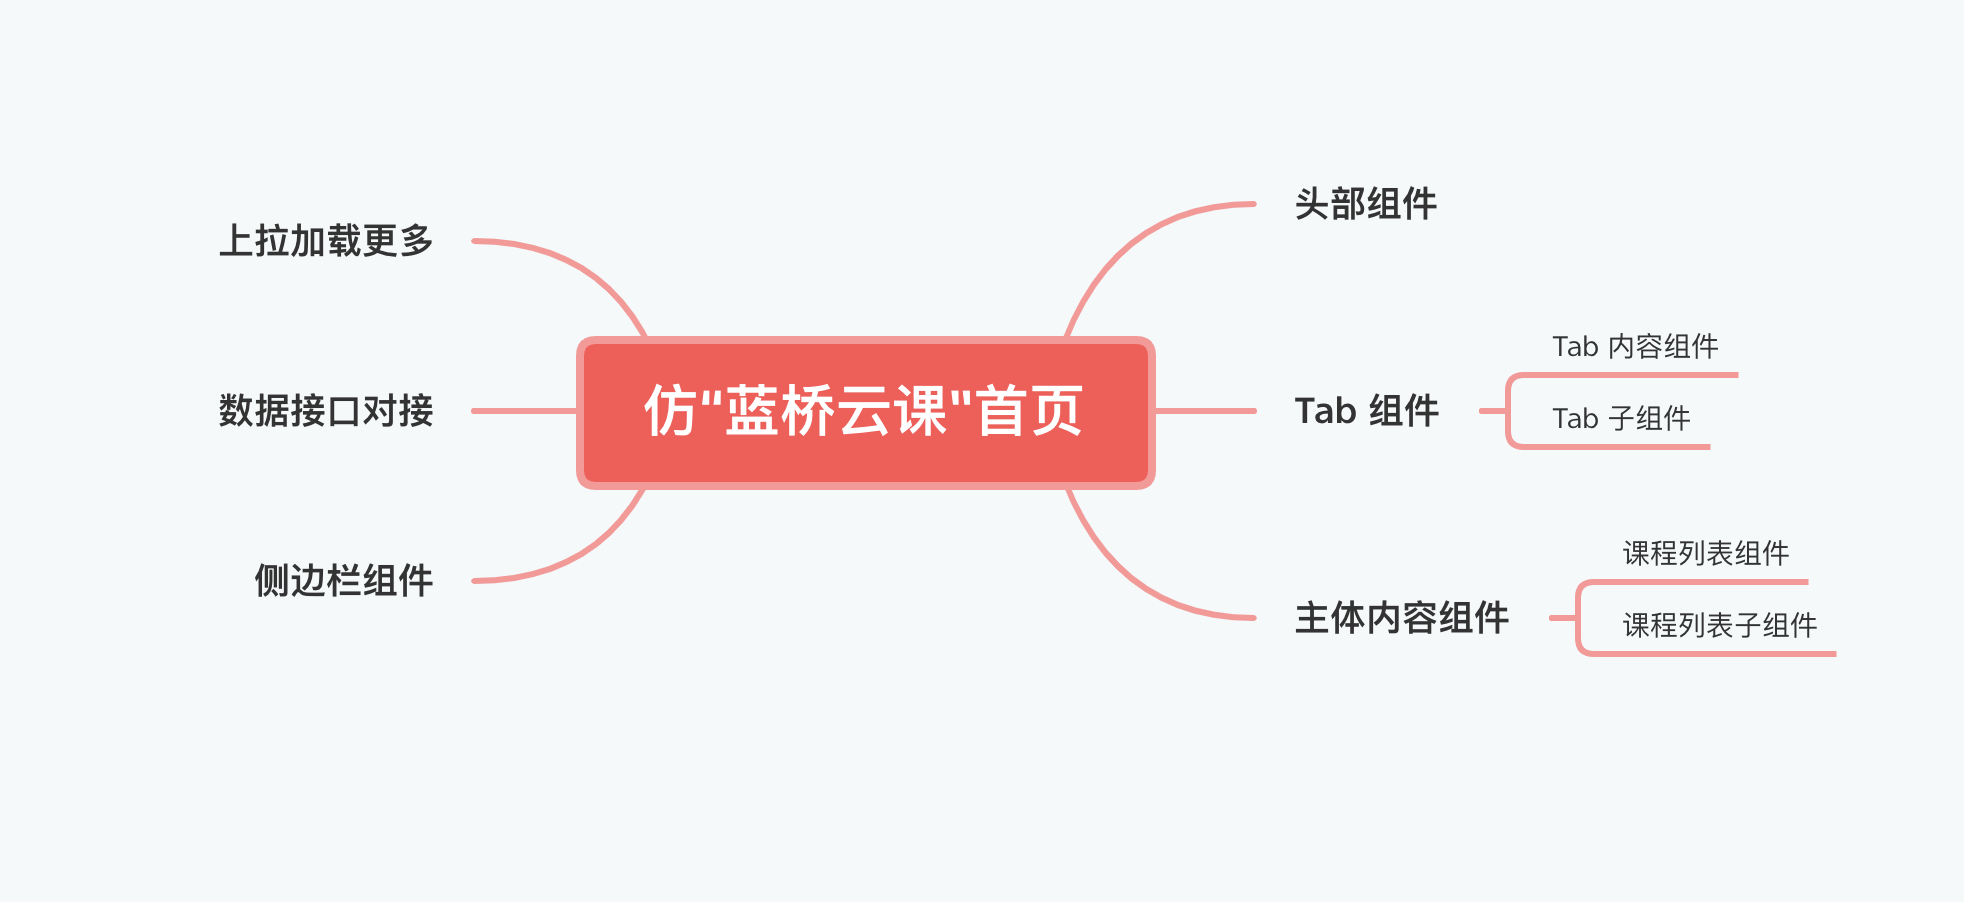 仿"蓝桥云课"首页
头部组件
Tab 组件
Tab 内容组件
Tab 子组件
主体内容组件
课程列表组件
课程列表子组件
上拉加载更多
数据接口对接
侧边栏组件